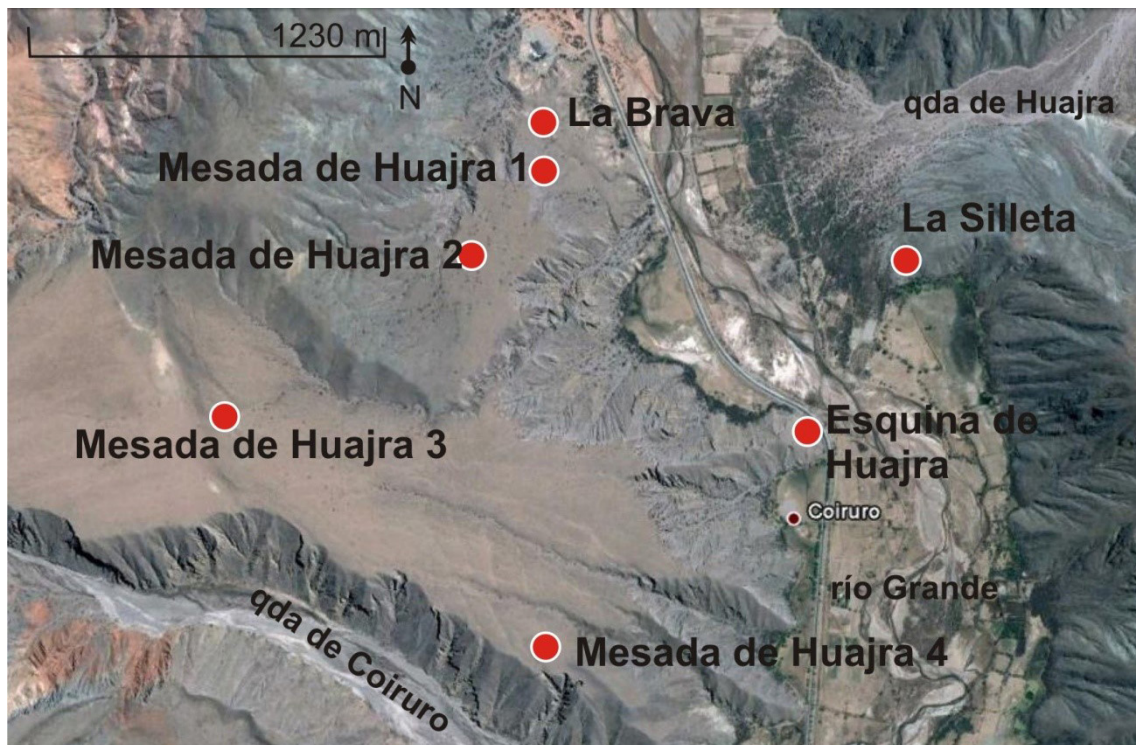 1230 m
N
La Brava
qda de Huajra
Mesada de Huajra 1
La Silleta
Mesada de Huajra 2
Mesada de Huajra 3
Esquina de
Huajra
Coiruro
río Grande
qda de Coiruro
Mesada de Huajra 4